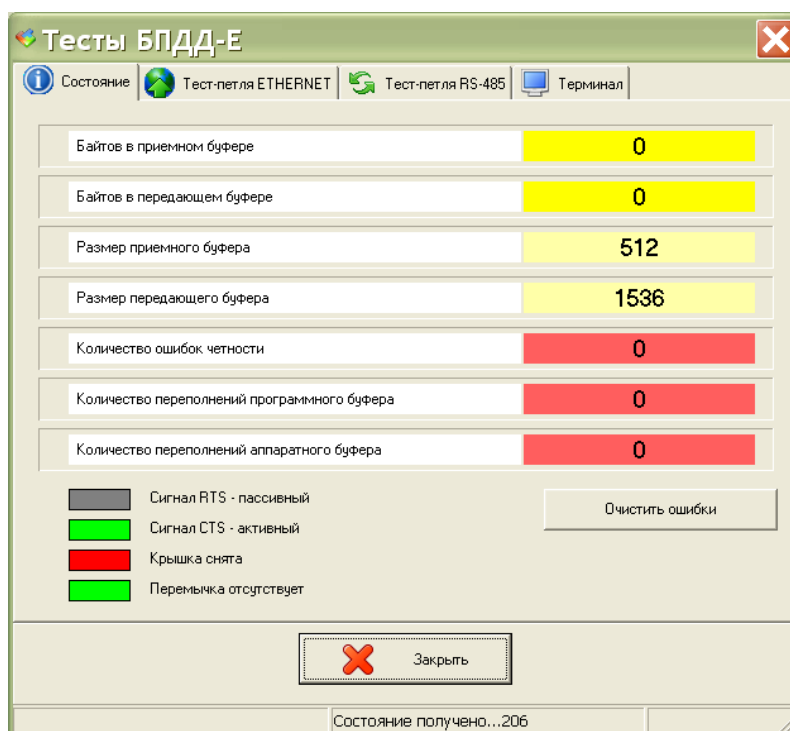 Тесты БПДД-Е
Состояние Тест-петля ETHERNET Тест-петля RS-485 Терминал
Байтов в приемном буфере 0
Байтов в передающем буфере 0
Размер приемного буфера 512
Размер передающего буфера 1536
Количество ошибок четности 0
Количество переполнений программного буфера 0
Количество переполнений аппаратного буфера 0
Сигнал RTS - пассивный
Очистить ошибки
Сигнал CTS - активный
Крышка снята
Перемычка отсутствует
Закрыть
Состояние получено...206